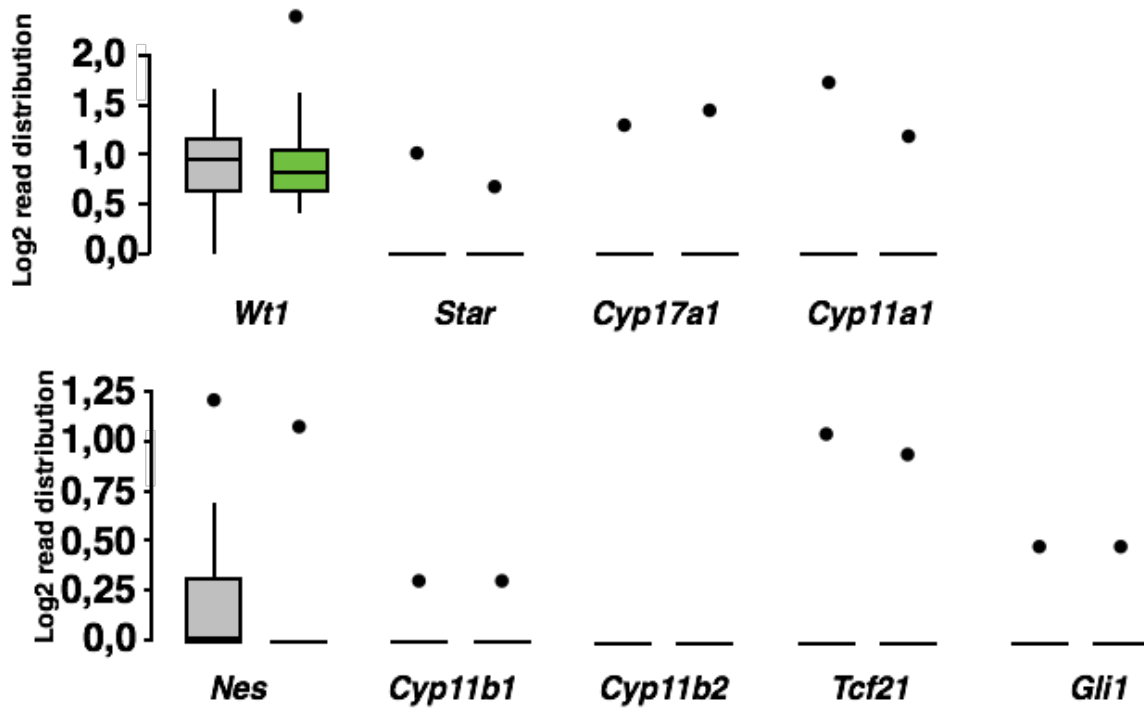 Log2 read distribution
2,0
1,5
1,0
0,5
0,0
Wt1 Star Cyp17a1 Cyp11a1
Log2 read distribution
1,25
1,00
0,75
0,50
0,25
0,0
Nes Cyp11b1 Cyp11b2 Tcf21 Gli1